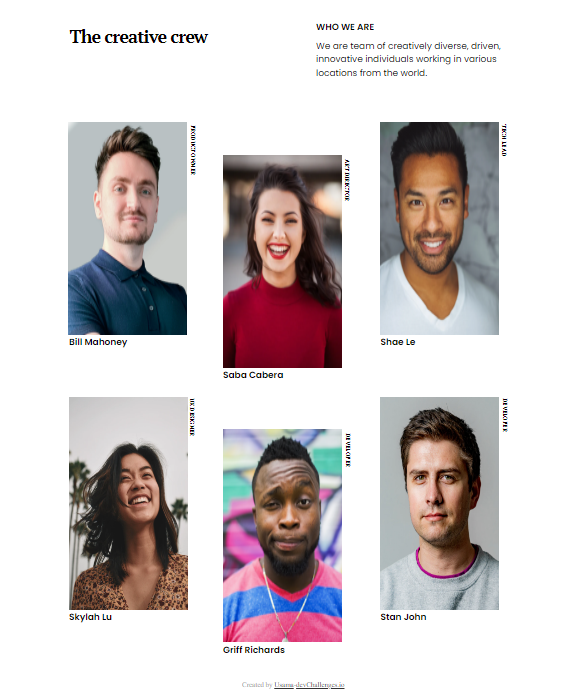 The creative crew
WHO WE ARE
We are team of creatively diverse, driven,
innovative individuals working in various
locations from the world.
PRODUCT OWNER
Bill Mahoney
ART DIRECTOR
Saba Cabera
TECH LEAD
Shae Le
UX DESIGNER
Skylah Lu
DEVELOPER
Griff Richards
DEVELOPER
Stan John
Created by Usama-devChallenges.io